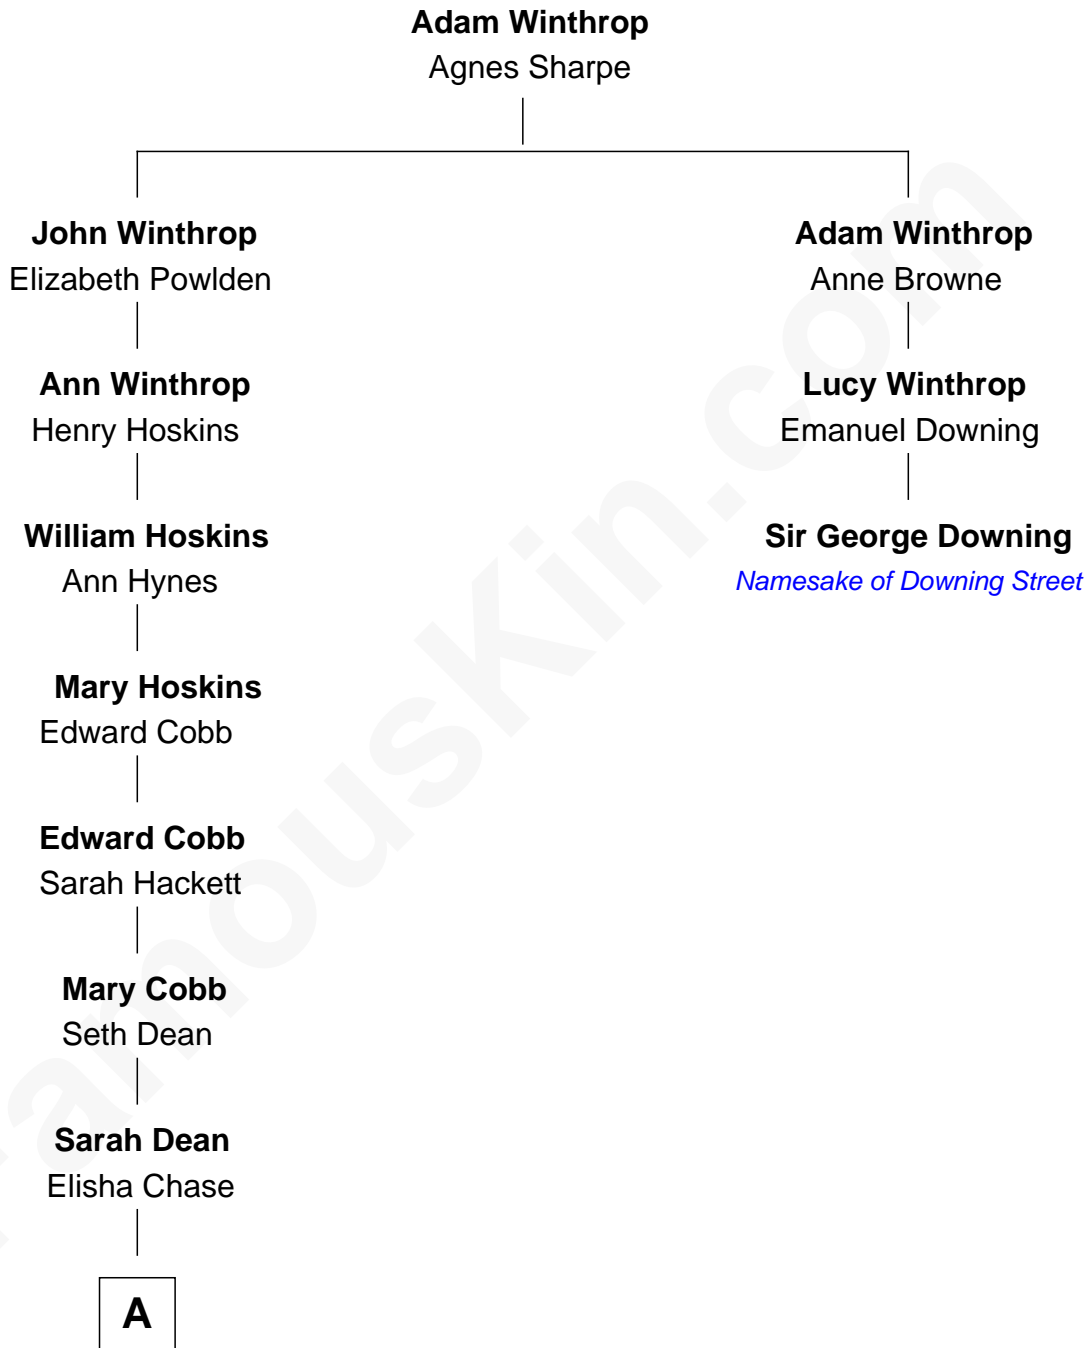 Adam Winthrop
Agnes Sharpe
John Winthrop
Elizabeth Powlden
Adam Winthrop
Anne Browne
Ann Winthrop
Henry Hoskins
Lucy Winthrop
Emanuel Downing
William Hoskins
Ann Hynes
Sir George Downing
Namesake of Downing Street
Mary Hoskins
Edward Cobb
Edward Cobb
Sarah Hackett
Mary Cobb
Seth Dean
Sarah Dean
Elisha Chase
A
FamousKin.com